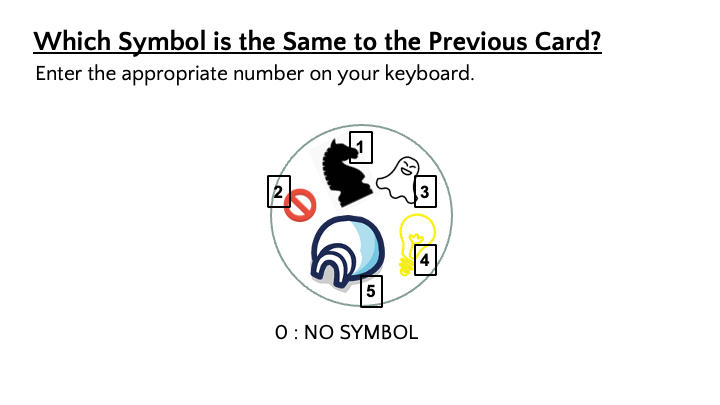 Which Symbol is the Same to the Previous Card?
Enter the appropriate number on your keyboard.
1
2
3
4
5
0 : NO SYMBOL